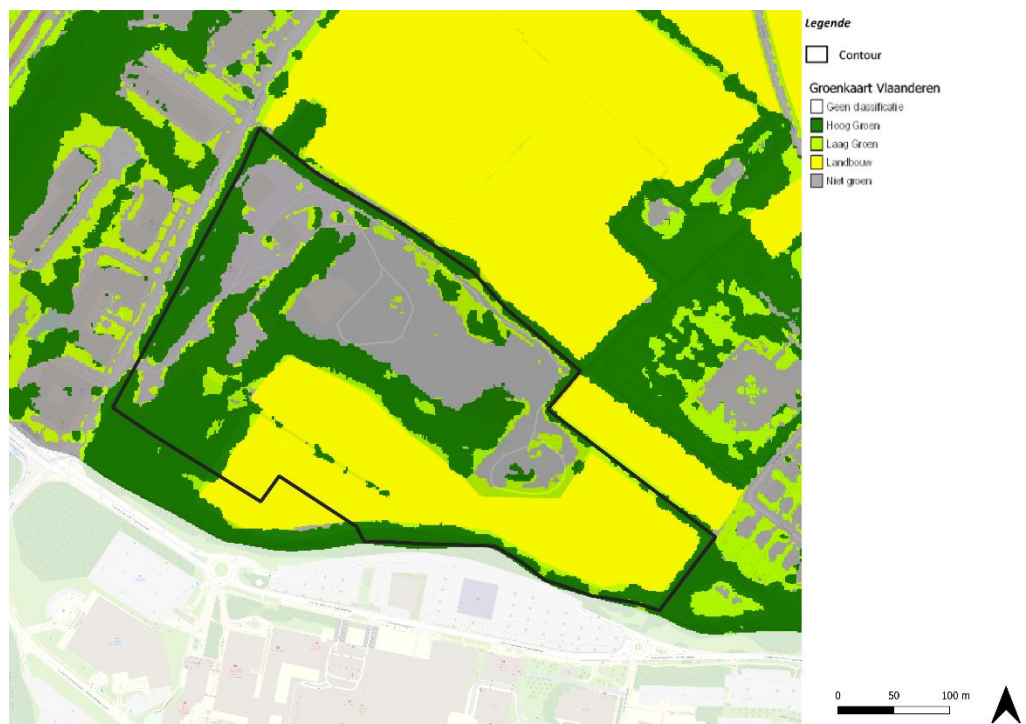 Legende
Contour
Groenkaart Vlaanderen
Geen classificatie
Hoog Groen
Laag Groen
Landbouw
Niet groen
0 50 100 m